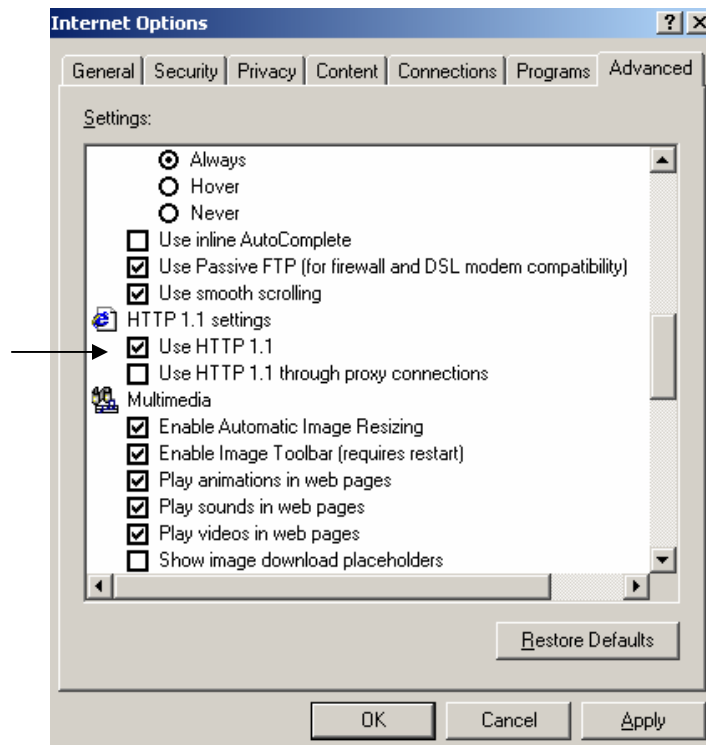 Internet Options
General Security Privacy Content Connections Programs Advanced
Settings:
Always
Hover
Never
Use inline AutoComplete
Use Passive FTP (for firewall and DSL modem compatibility)
Use smooth scrolling
HTTP 1.1 settings
Use HTTP 1.1
Use HTTP 1.1 through proxy connections
Multimedia
Enable Automatic Image Resizing
Enable Image Toolbar (requires restart)
Play animations in web pages
Play sounds in web pages
Play videos in web pages
Show image download placeholders
Restore Defaults
OK Cancel Apply